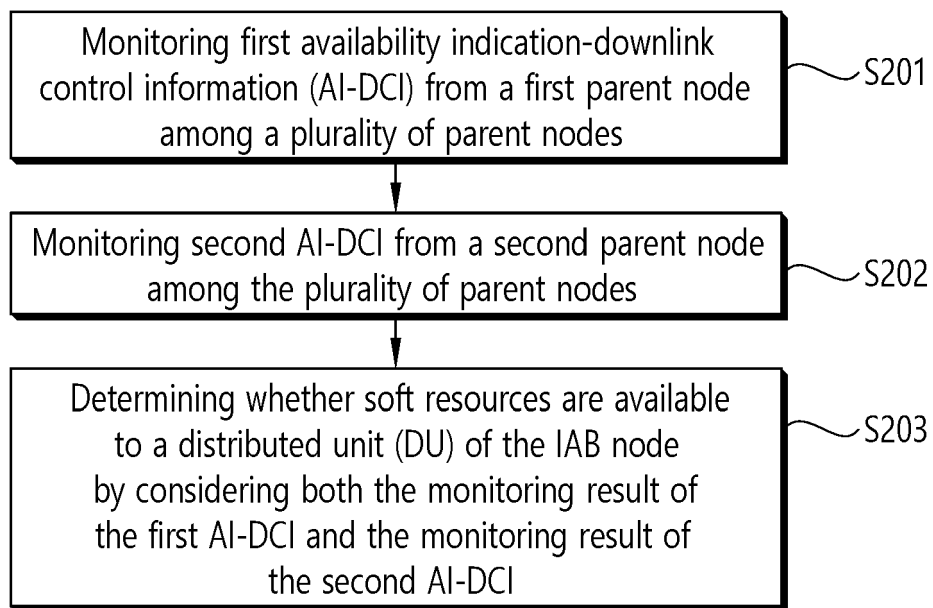 Monitoring first availability indication-downlink
control information (AI-DCI) from a first parent node
among a plurality of parent nodes
S201
Monitoring second AI-DCI from a second parent node
among the plurality of parent nodes
S202
Determining whether soft resources are available
to a distributed unit (DU) of the IAB node
by considering both the monitoring result of
the first AI-DCI and the monitoring result of
the second AI-DCI
S203